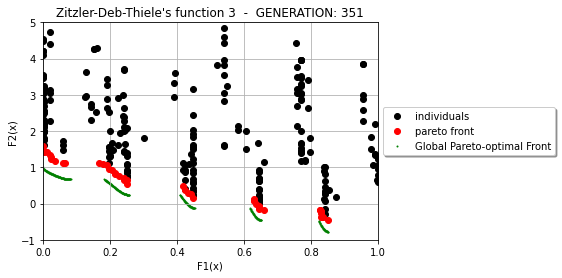 Zitzler-Deb-Thiele's function 3 - GENERATION: 351
5
4
3
2
1
0
−1
F2(x)
0.0 0.2 0.4 0.6 0.8 1.0
F1(x)
individuals
pareto front
Global Pareto-optimal Front